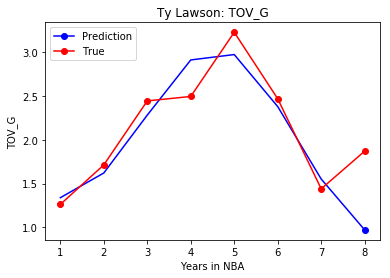 Ty Lawson: TOV_G
Prediction
True
TOV_G
3.0
2.5
2.0
1.5
1.0
1 2 3 4 5 6 7 8
Years in NBA